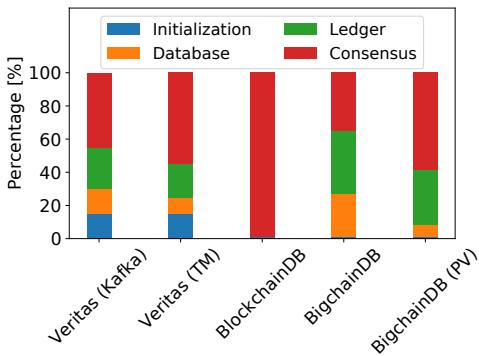 Initialization
Database
Ledger
Consensus
Percentage [%]
100
80
60
40
20
0
Veritas (Kafka)
Veritas (TM)
BlockchainDB
BigchainDB
BigchainDB (PV)